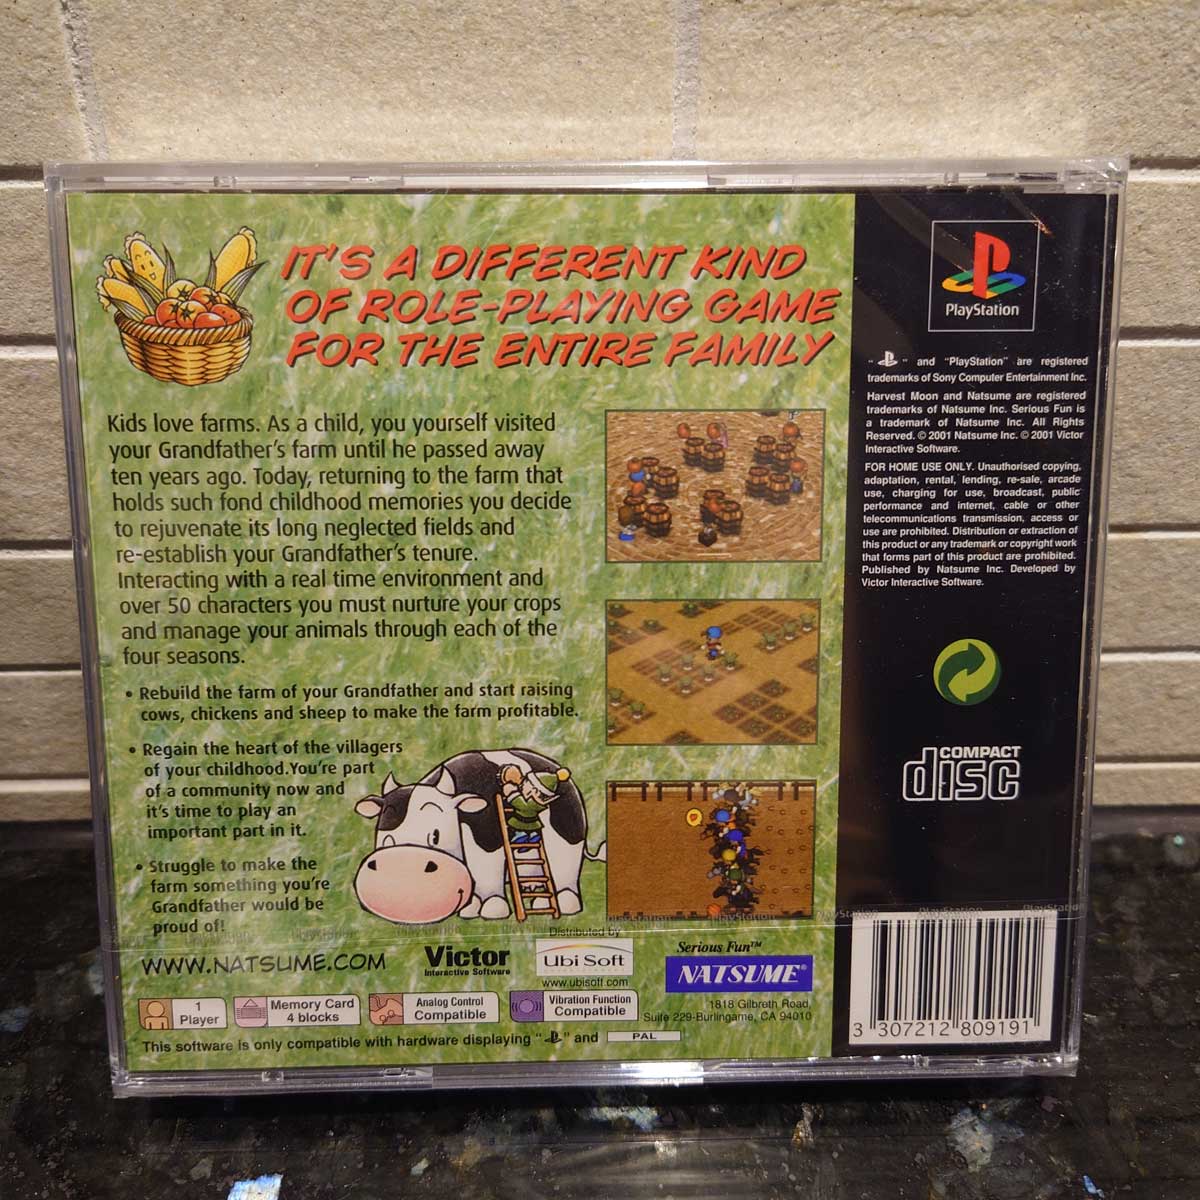 IT'S A DIFFERENT KIND
OF ROLE-PLAYING GAME
FOR THE ENTIRE FAMILY
Kids love farms. As a child, you yourself visited
your Grandfather's farm until he passed away
ten years ago. Today, returning to the farm that
holds such fond childhood memories you decide
to rejuvenate its long neglected fields and
re-establish your Grandfather's tenure.
Interacting with a real time environment and
over 50 characters you must nurture your crops
and manage your animals through each of the
four seasons.
• Rebuild the farm of your Grandfather and start raising
cows, chickens and sheep to make the farm profitable.
• Regain the heart of the villagers
of your childhood.You're part
of a community now and
it's time to play an
important part in it.
• Struggle to make the
farm something you're
Grandfather would be
proud of!
PlayStation PlayStation PlayStation PlayStation PlayStation PlayStation PlayStation PlayStation
WWW.NATSUME.COM
Victor
Interactive Software
Distributed by
Ubi Soft
www.ubisoft.com
Serious Fun™
NATSUME®
1818 Gilbreth Road,
Suite 229-Burlingame, CA 94010
1
Player
Memory Card
4 blocks
Analog Control
Compatible
Vibration Function
Compatible
This software is only compatible with hardware displaying " " and PAL
PlayStation
" " and "PlayStation" are registered
trademarks of Sony Computer Entertainment Inc.
Harvest Moon and Natsume are registered
trademarks of Natsume Inc. Serious Fun is
a trademark of Natsume Inc. All Rights
Reserved. © 2001 Natsume Inc. © 2001 Victor
Interactive Software.
FOR HOME USE ONLY. Unauthorised copying,
adaptation, rental, lending, re-sale, arcade
use, charging for use, broadcast, public
performance and internet, cable or other
telecommunications transmission, access or
use are prohibited. Distribution or extraction of
this product or any trademark or copyright work
that forms part of this product are prohibited.
Published by Natsume Inc. Developed by
Victor Interactive Software.
COMPACT
disc
3 307212 809191